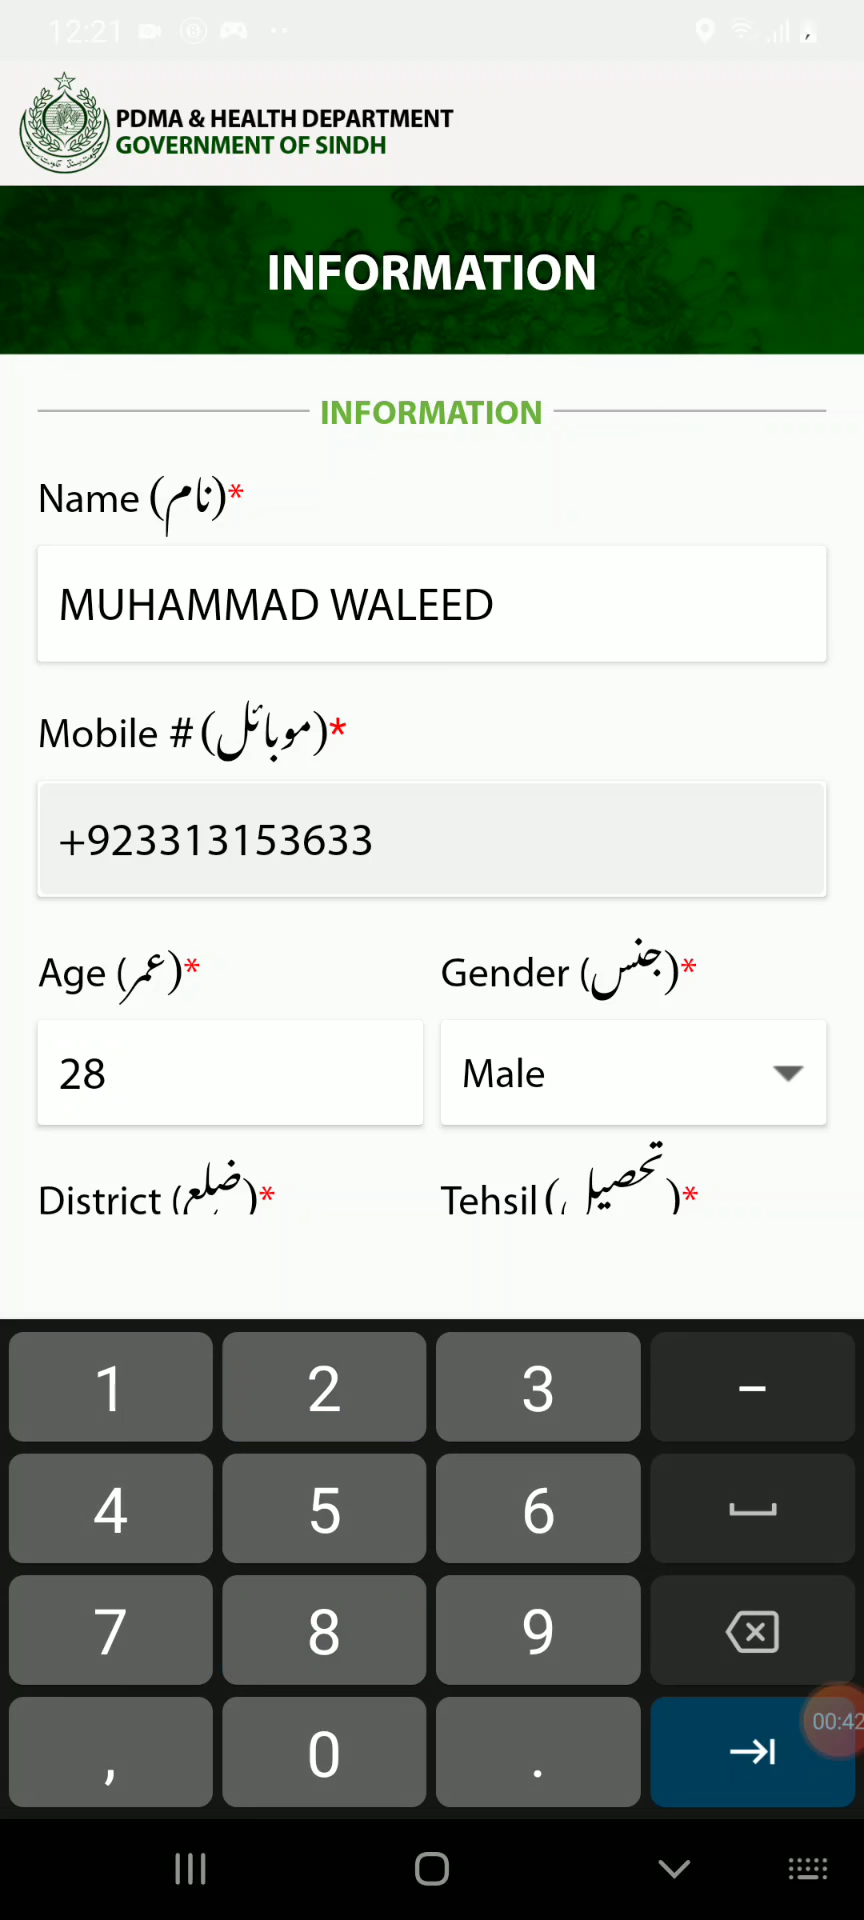 12:21
PDMA & HEALTH DEPARTMENT
GOVERNMENT OF SINDH
INFORMATION
INFORMATION
Name (نام)*
MUHAMMAD WALEED
Mobile # (موبائل)*
+923313153633
Age (عمر)* Gender (جنس)*
28 Male
District (ضلع)* Tehsil (تحصیل)*
1 2 3 –
4 5 6
7 8 9
, 0 .
00:42